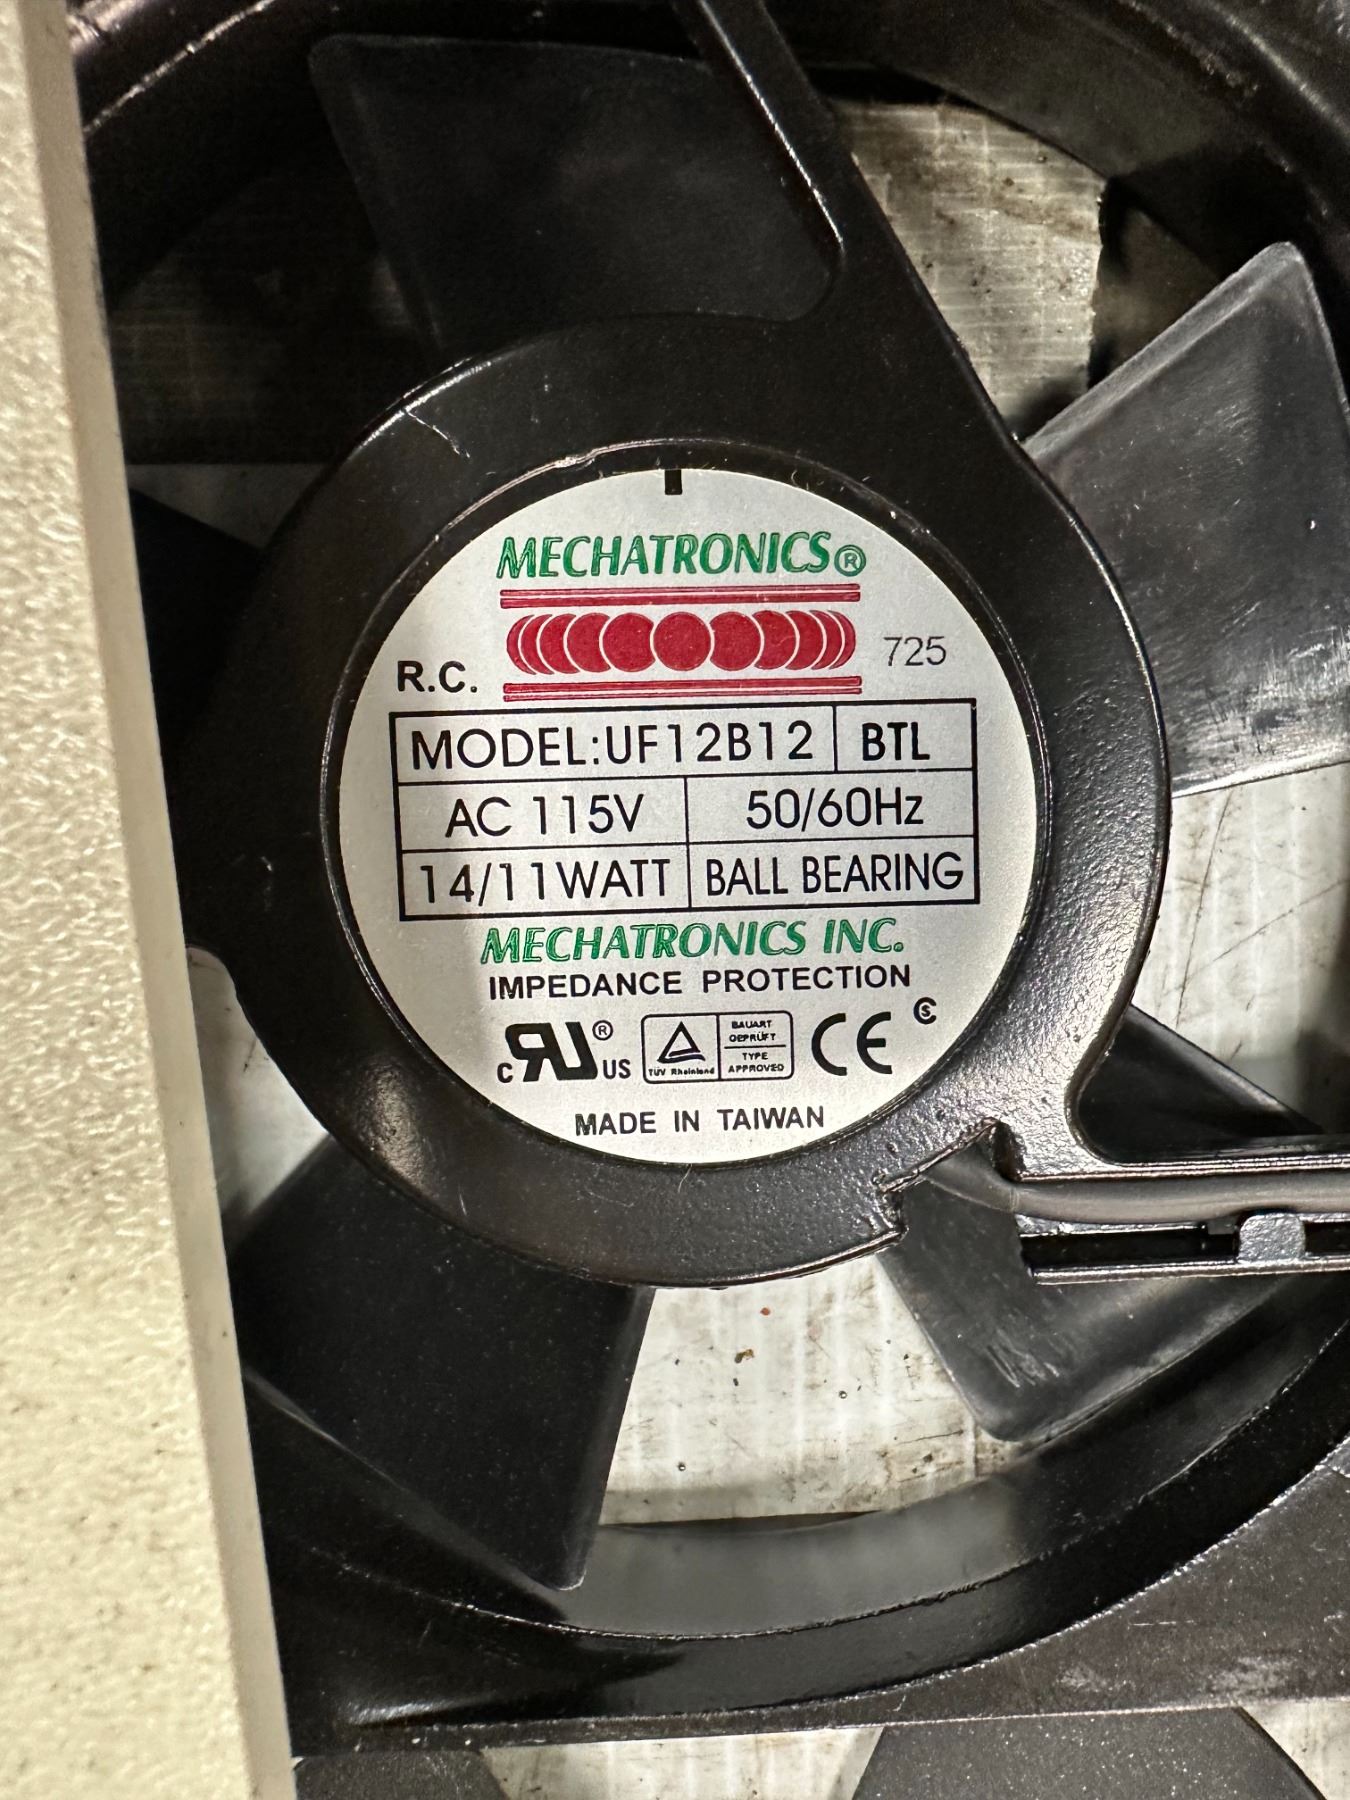 MECHATRONICS®
R.C. 725
MODEL:UF12B12 BTL
AC 115V 50/60Hz
14/11WATT BALL BEARING
MECHATRONICS INC.
IMPEDANCE PROTECTION
c RU ® US TÜV Rheinland BAUART GEPRÜFT TYPE APPROVED CE
MADE IN TAIWAN